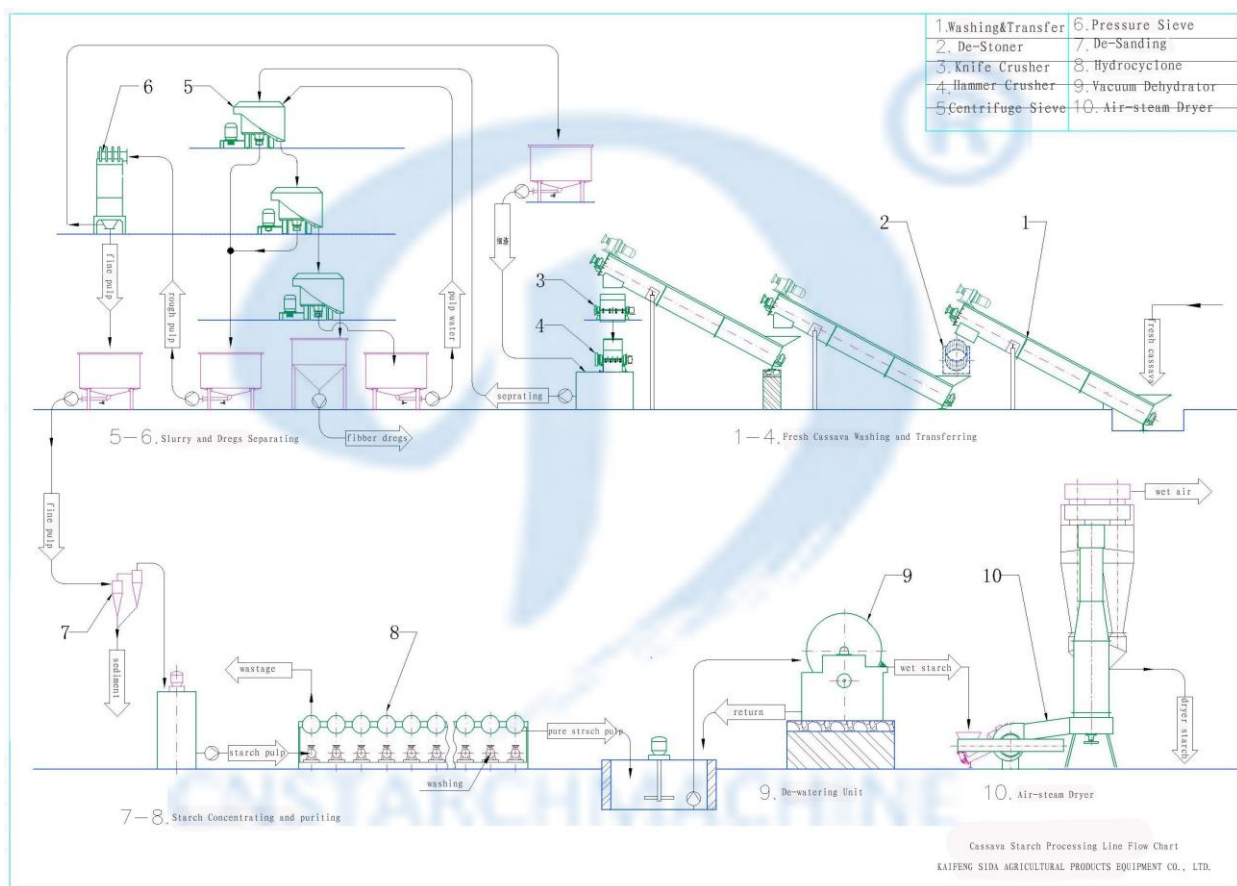 1.Washing&Transfer
2. De-Stoner
3. Knife Crusher
4. Hammer Crusher
5.Centrifuge Sieve
6.Pressure Sieve
7.De-Sanding
8.Hydrocyclone
9.Vacuum Dehydrator
10.Air-steam Dryer
®
6
5
2
1
3
4
fine pulp
rough pulp
pulp water
fresh cassava
seprating
fibber dregs
5-6.Slurry and Dregs Separating
1-4.Fresh Cassava Washing and Transferring
fine pulp
7
sediment
wastage
8
starch pulp
washing
pure strach pulp
return
9
wet starch
10
wet air
dryer starch
7-8.Starch Concentrating and puriting
9.De-watering Unit
10.Air-steam Dryer
CNSTARCHMACHINE
Cassava Starch Processing Line Flow Chart
KAIFENG SIDA AGRICULTURAL PRODUCTS EQUIPMENT CO., LTD.